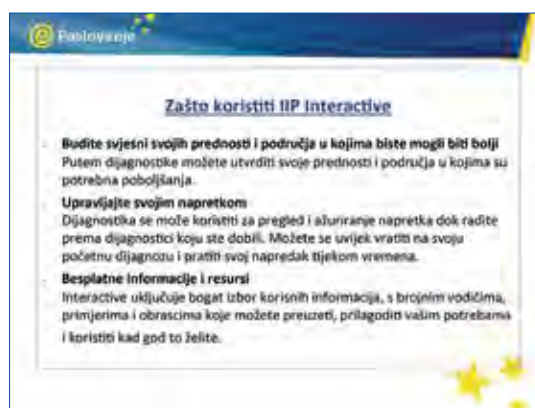 @ Poslovanje
Zašto koristiti IIP Interactive
- Budite svjesni svojih prednosti i područja u kojima biste mogli biti bolji
Putem dijagnostike možete utvrditi svoje prednosti i područja u kojima su
potrebna poboljšanja.
- Upravljajte svojim napretkom
Dijagnostika se može koristiti za pregled i ažuriranje napretka dok radite
prema dijagnostici koju ste dobili. Možete se uvijek vratiti na svoju
početnu dijagnozu i pratiti svoj napredak tijekom vremena.
- Besplatne informacije i resursi
Interactive uključuje bogat izbor korisnih informacija, s brojnim vodičima,
primjerima i obrascima koje možete preuzeti, prilagoditi vašim potrebama
i koristiti kad god to želite.